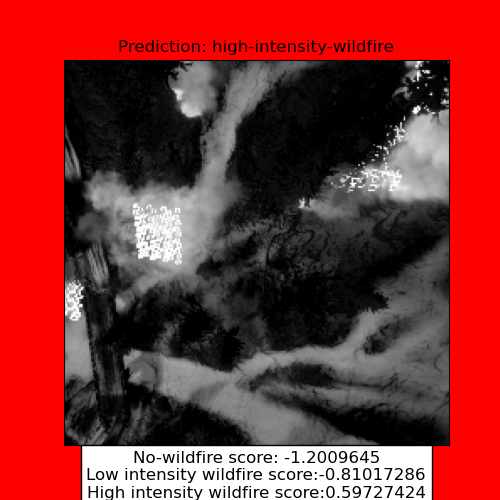 Prediction: high-intensity-wildfire
No-wildfire score: -1.2009645
Low intensity wildfire score:-0.81017286
High intensity wildfire score:0.59727424